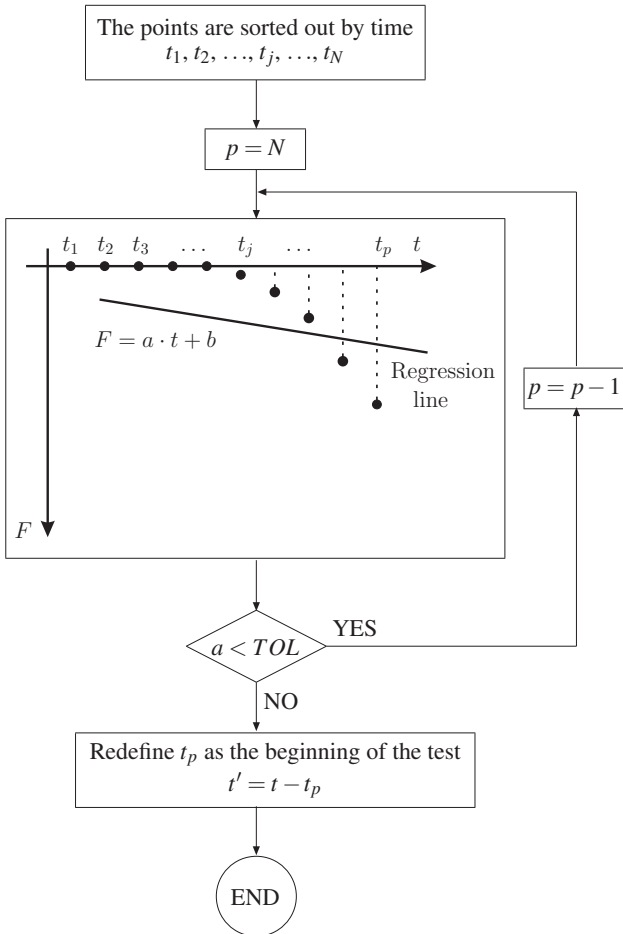 The points are sorted out by time
t₁, t₂, …, tⱼ, …, t_N
p = N
t₁ t₂ t₃ … tⱼ … tₚ t
F = a · t + b
Regression
line
F
p = p − 1
a < TOL
YES
NO
Redefine tₚ as the beginning of the test
t′ = t − tₚ
END